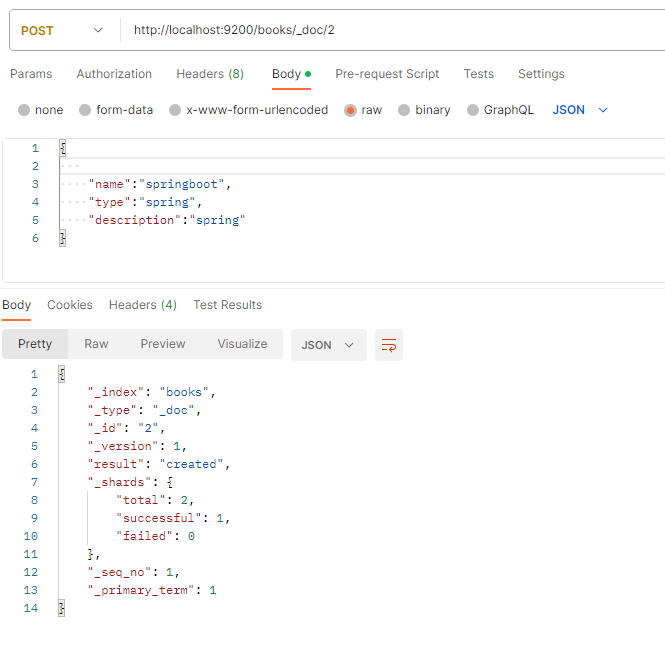 POST http://localhost:9200/books/_doc/2
Params Authorization Headers (8) Body Pre-request Script Tests Settings
none form-data x-www-form-urlencoded raw binary GraphQL JSON
1 {
2
3 "name":"springboot",
4 "type":"spring",
5 "description":"spring"
6 }
Body Cookies Headers (4) Test Results
Pretty Raw Preview Visualize JSON
1 {
2 "_index": "books",
3 "_type": "_doc",
4 "_id": "2",
5 "_version": 1,
6 "result": "created",
7 "_shards": {
8 "total": 2,
9 "successful": 1,
10 "failed": 0
11 },
12 "_seq_no": 1,
13 "_primary_term": 1
14 }